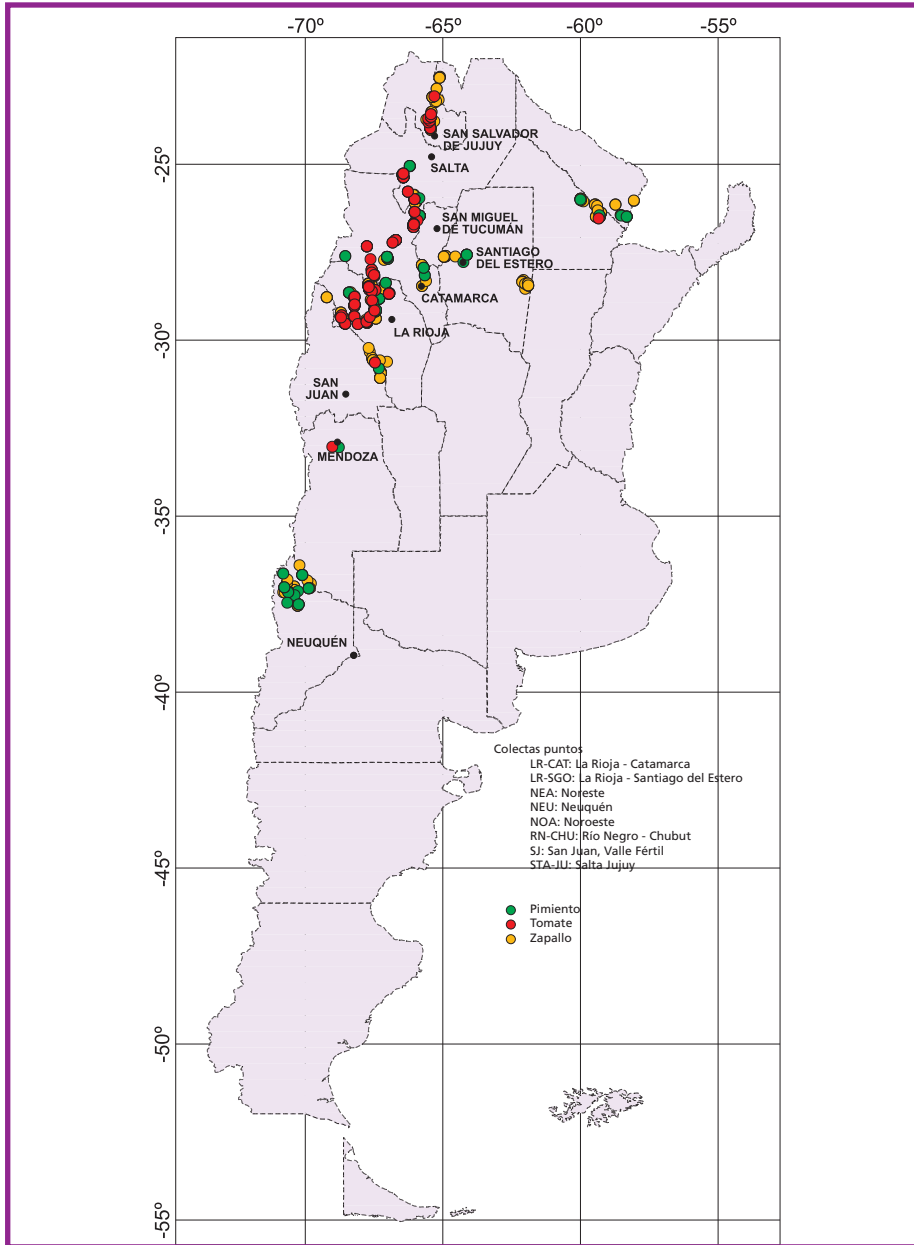 -70º
-65º
-60º
-55º
-25º
-30º
-35º
-40º
-45º
-50º
-55º
SAN SALVADOR
DE JUJUY
SALTA
SAN MIGUEL
DE TUCUMÁN
SANTIAGO
DEL ESTERO
CATAMARCA
LA RIOJA
SAN
JUAN
MENDOZA
NEUQUÉN
Colectas puntos
LR-CAT: La Rioja - Catamarca
LR-SGO: La Rioja - Santiago del Estero
NEA: Noreste
NEU: Neuquén
NOA: Noroeste
RN-CHU: Río Negro - Chubut
SJ: San Juan, Valle Fértil
STA-JU: Salta Jujuy
Pimiento
Tomate
Zapallo